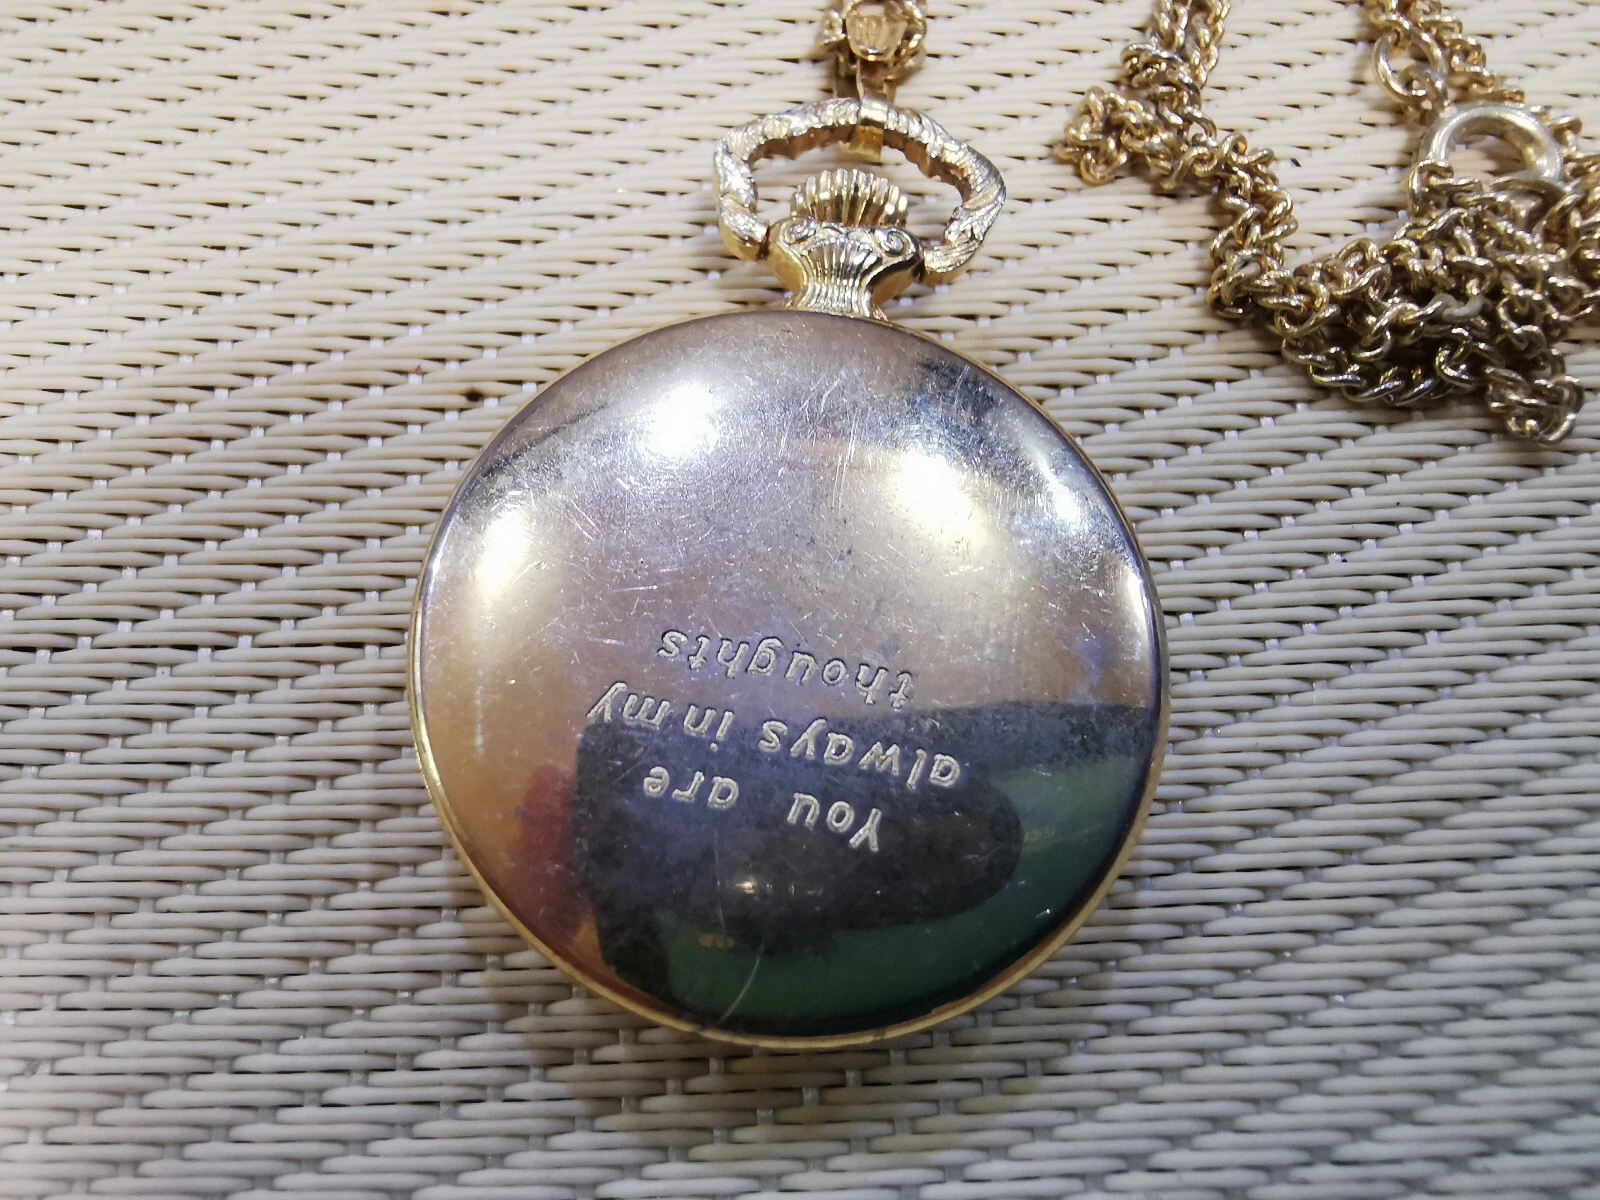 You are
always in my
thoughts